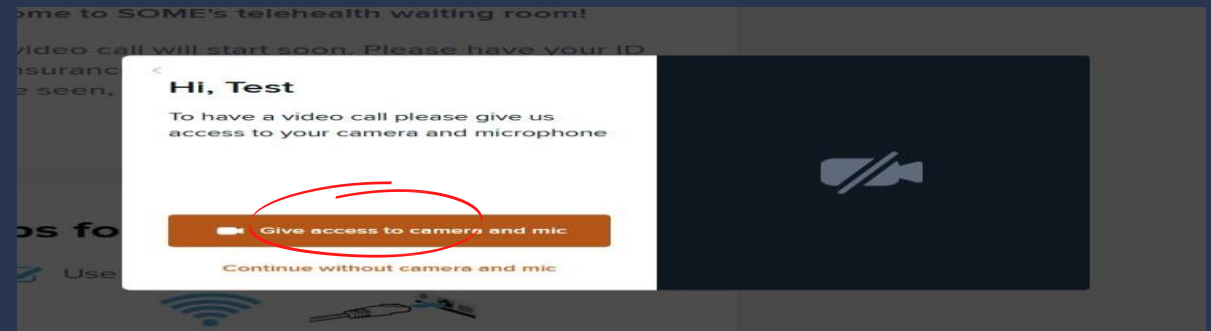 ome to SOME's telehealth waiting room!
video call will start soon. Please have your ID
nsuranc
e seen,
<
Hi, Test
To have a video call please give us
access to your camera and microphone
Give access to camera and mic
Continue without camera and mic
ps fo
Use